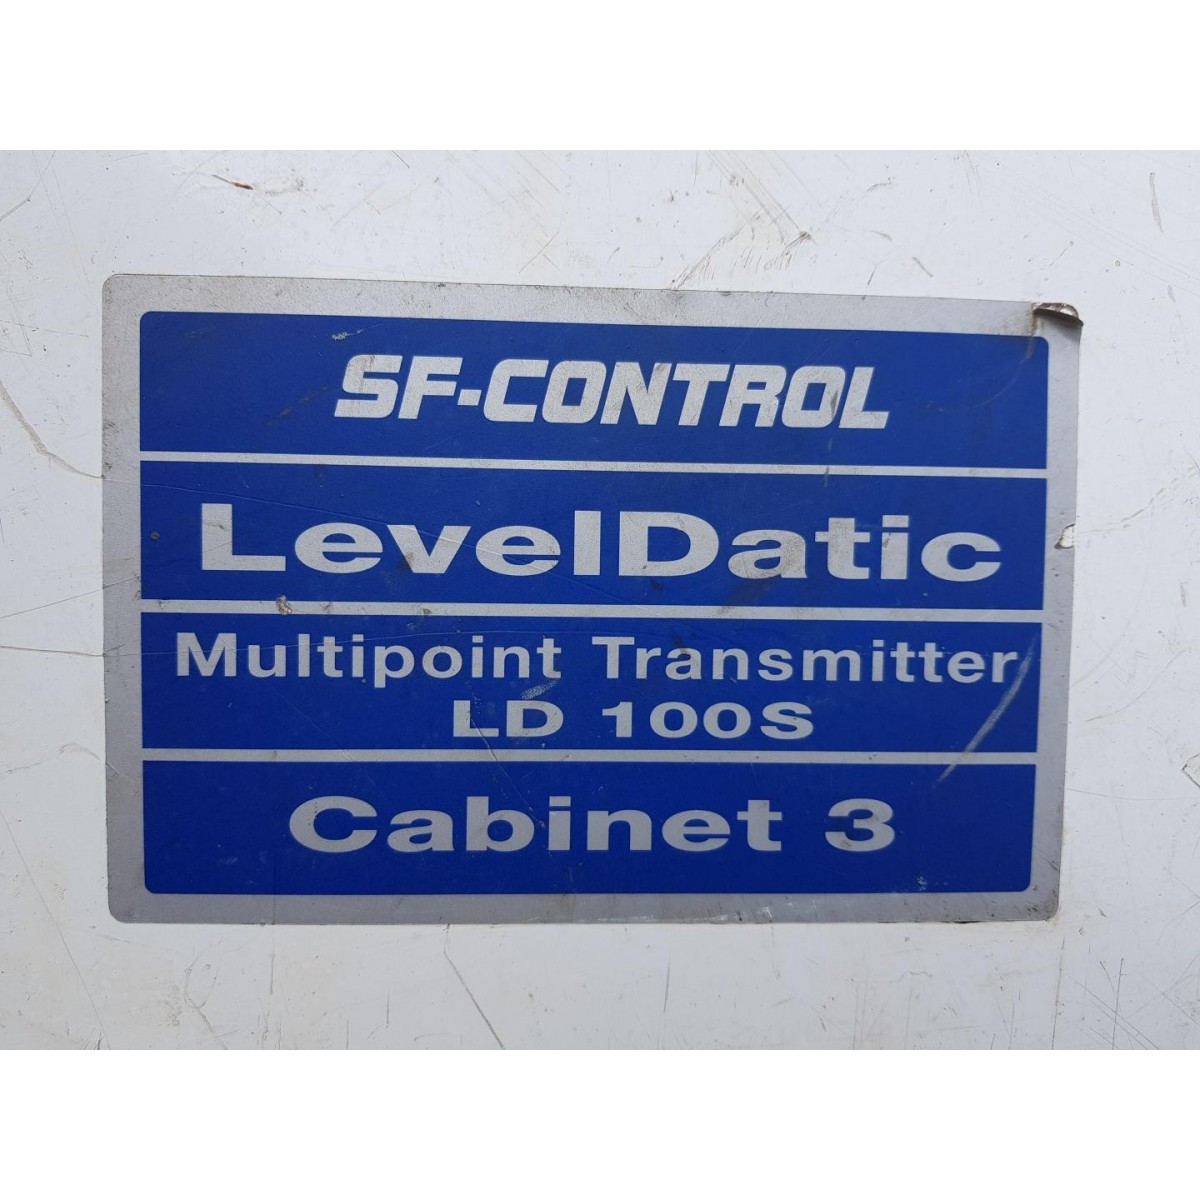 SF-CONTROL
LevelDatic
Multipoint Transmitter
LD 100S
Cabinet 3